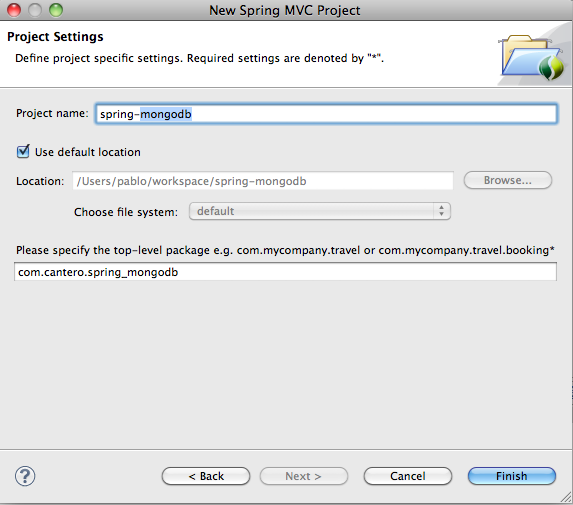 New Spring MVC Project
Project Settings
Define project specific settings. Required settings are denoted by "*".
Project name: spring-mongodb
Use default location
Location: /Users/pablo/workspace/spring-mongodb Browse...
Choose file system: default
Please specify the top-level package e.g. com.mycompany.travel or com.mycompany.travel.booking*
com.cantero.spring_mongodb
? < Back Next > Cancel Finish